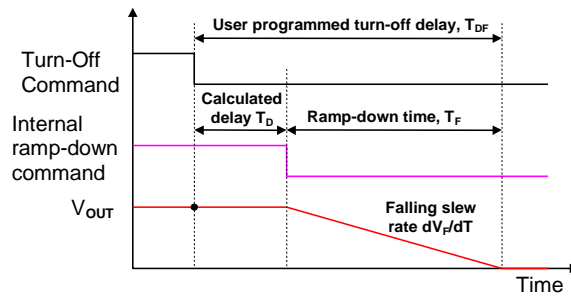 User programmed turn-off delay, TDF
Turn-Off
Command
Calculated
delay TD
Ramp-down time, TF
Internal
ramp-down
command
VOUT
Falling slew
rate dVF/dT
Time